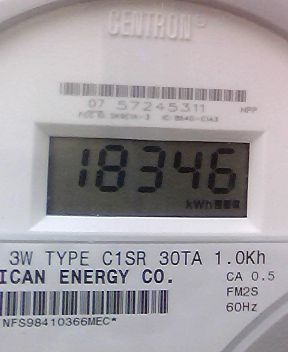 CENTRON
07 57245311 NPP
18346
kWh
3W TYPE C1SR 30TA 1.0Kh
ICAN ENERGY CO. CA 0.5
FM2S
60Hz
NFS98410366MEC*